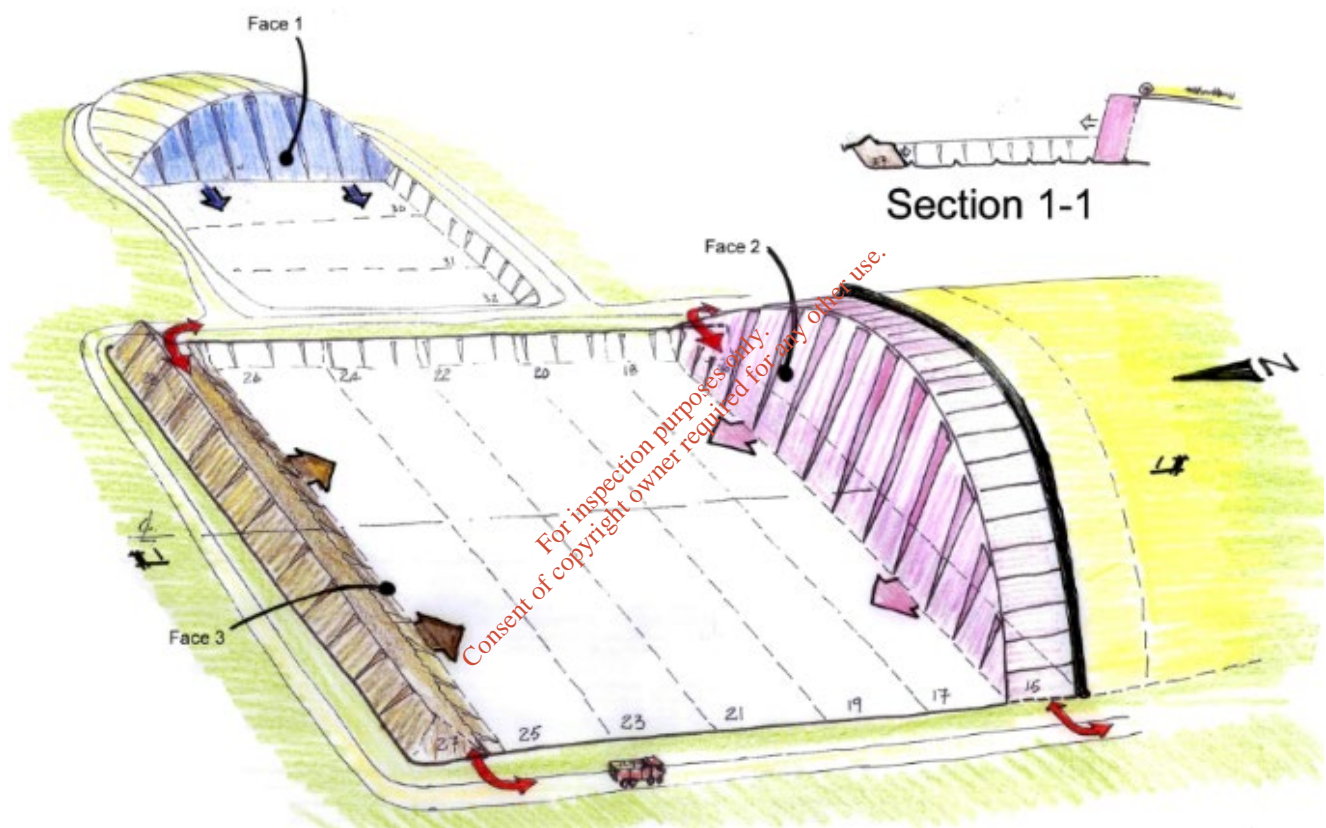 Face 1
Section 1-1
Face 2
30
31
32
N
26
24
22
20
18
For inspection purposes only.
Consent of copyright owner required for any other use.
Face 3
15
17
19
21
23
25
27